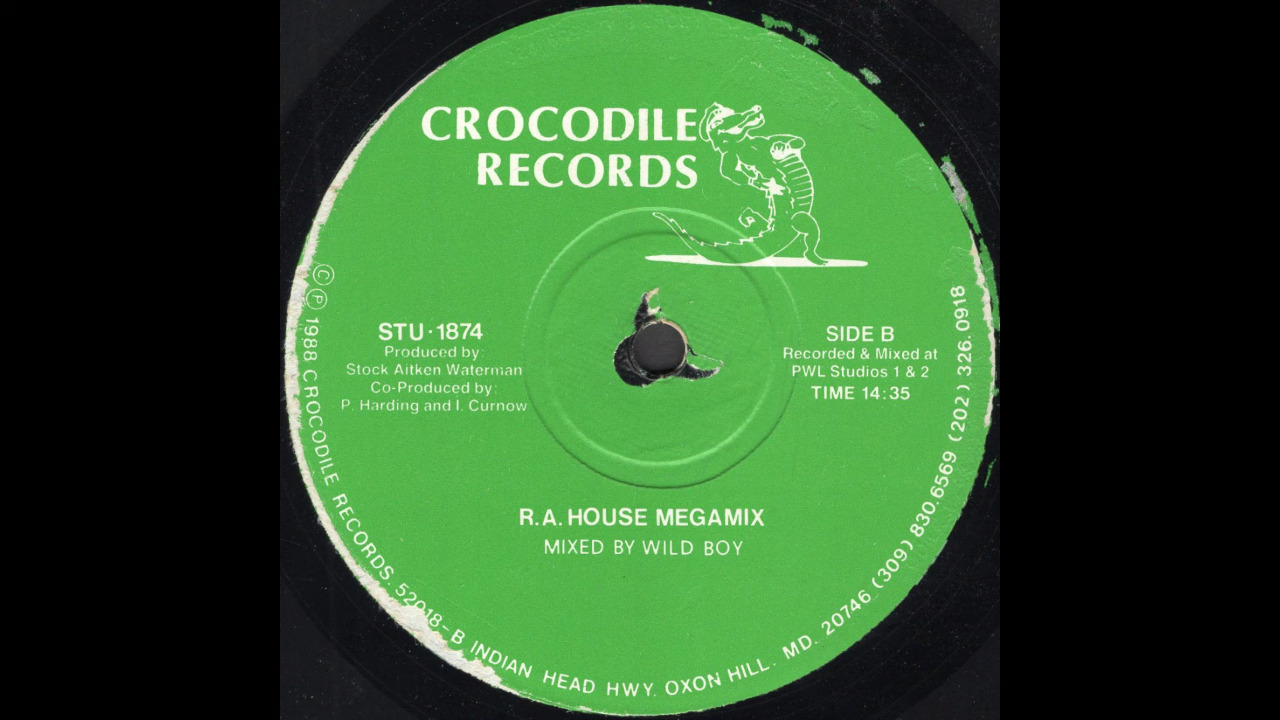 CROCODILE
RECORDS
STU·1874
Produced by:
Stock Aitken Waterman
Co-Produced by:
P. Harding and I. Curnow
SIDE B
Recorded & Mixed at
PWL Studios 1 & 2
TIME 14:35
R.A. HOUSE MEGAMIX
MIXED BY WILD BOY
© ℗ 1988 CROCODILE RECORDS. 52018-B INDIAN HEAD HWY. OXON HILL. MD. 20746 (309) 830.6569 (202) 326.0918